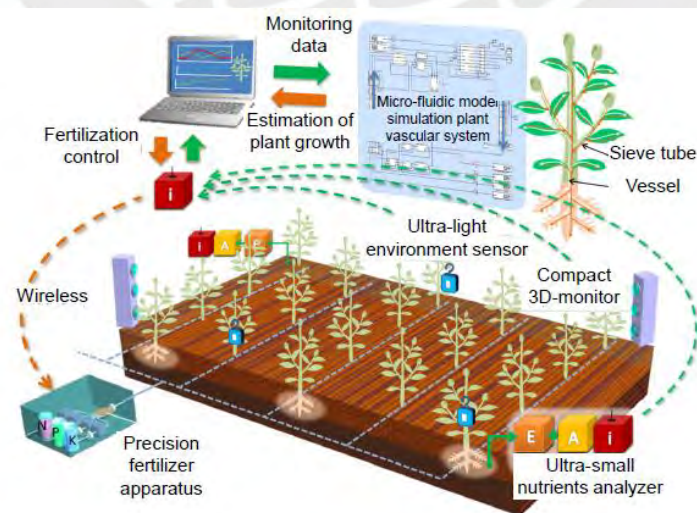 Monitoring
data
Micro-fluidic mode
simulation plant
vascular system
Estimation of
plant growth
Fertilization
control
Sieve tube
Vessel
i
Ultra-light
environment sensor
i
A
Compact
3D-monitor
Wireless
N
P
K
Precision
fertilizer
apparatus
E
A
i
Ultra-small
nutrients analyzer